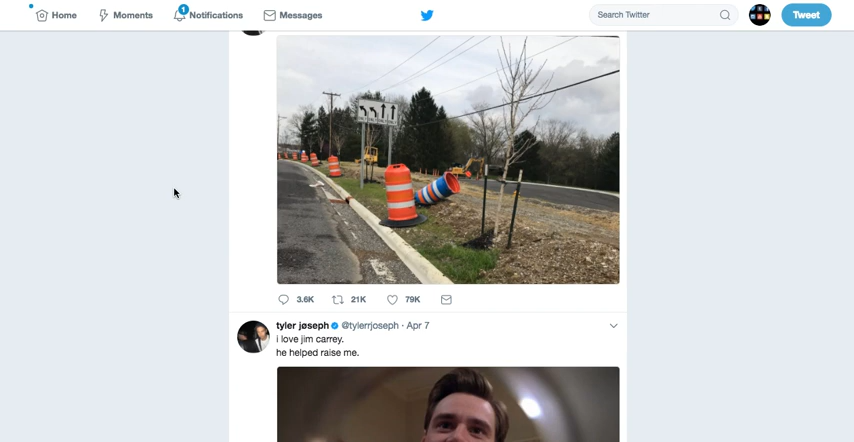 Home
Moments
1
Notifications
Messages
Search Twitter
Tweet
3.6K
21K
79K
tyler jøseph @tylerrjoseph · Apr 7
i love jim carrey.
he helped raise me.